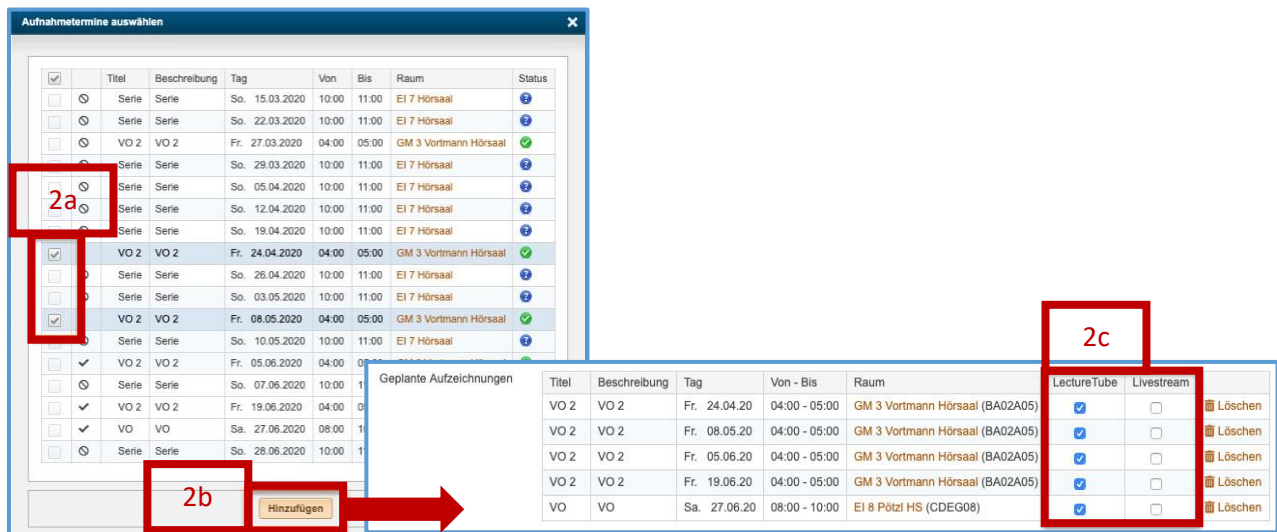 Aufnahmetermine auswählen
Titel Beschreibung Tag Von Bis Raum Status
Serie Serie So. 15.03.2020 10:00 11:00 EI 7 Hörsaal
Serie Serie So. 22.03.2020 10:00 11:00 EI 7 Hörsaal
VO 2 VO 2 Fr. 27.03.2020 04:00 05:00 GM 3 Vortmann Hörsaal
Serie Serie So. 29.03.2020 10:00 11:00 EI 7 Hörsaal
Serie Serie So. 05.04.2020 10:00 11:00 EI 7 Hörsaal
2a
Serie Serie So. 12.04.2020 10:00 11:00 EI 7 Hörsaal
Serie Serie So. 19.04.2020 10:00 11:00 EI 7 Hörsaal
VO 2 VO 2 Fr. 24.04.2020 04:00 05:00 GM 3 Vortmann Hörsaal
Serie Serie So. 26.04.2020 10:00 11:00 EI 7 Hörsaal
Serie Serie So. 03.05.2020 10:00 11:00 EI 7 Hörsaal
VO 2 VO 2 Fr. 08.05.2020 04:00 05:00 GM 3 Vortmann Hörsaal
Serie Serie So. 10.05.2020 10:00 11:00 EI 7 Hörsaal
VO 2 VO 2 Fr. 05.06.2020 04:00
Serie Serie So. 07.06.2020 10:00
VO 2 VO 2 Fr. 19.06.2020 04:00
VO VO Sa. 27.06.2020 08:00
Serie Serie So. 28.06.2020 10:00
2b
Hinzufügen
2c
Geplante Aufzeichnungen
Titel Beschreibung Tag Von - Bis Raum LectureTube Livestream
VO 2 VO 2 Fr. 24.04.20 04:00 - 05:00 GM 3 Vortmann Hörsaal (BA02A05) Löschen
VO 2 VO 2 Fr. 08.05.20 04:00 - 05:00 GM 3 Vortmann Hörsaal (BA02A05) Löschen
VO 2 VO 2 Fr. 05.06.20 04:00 - 05:00 GM 3 Vortmann Hörsaal (BA02A05) Löschen
VO 2 VO 2 Fr. 19.06.20 04:00 - 05:00 GM 3 Vortmann Hörsaal (BA02A05) Löschen
VO VO Sa. 27.06.20 08:00 - 10:00 EI 8 Pötzl HS (CDEG08) Löschen